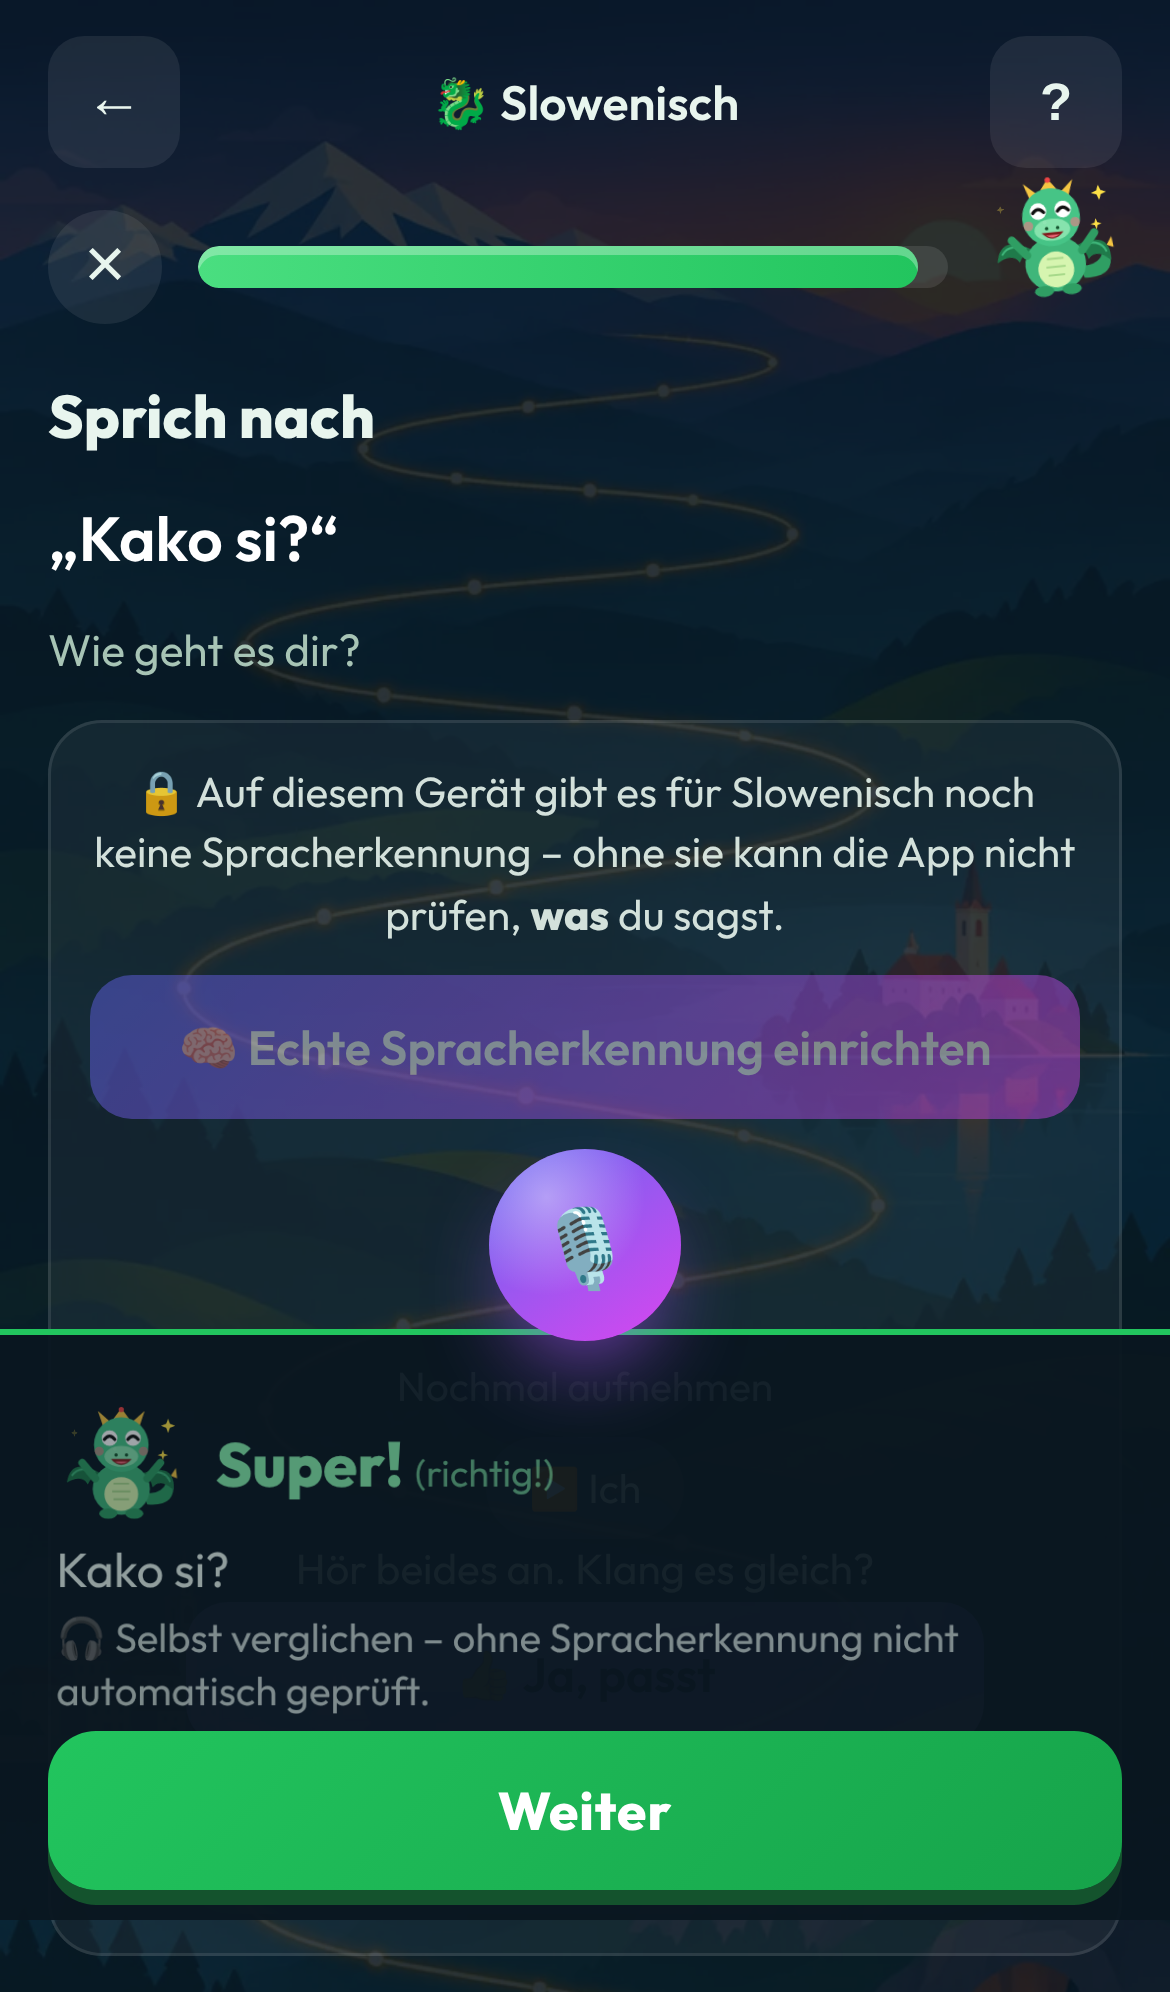 ← 🐉 Slowenisch ?
✕
Sprich nach
„Kako si?“
Wie geht es dir?
🔒 Auf diesem Gerät gibt es für Slowenisch noch
keine Spracherkennung – ohne sie kann die App nicht
prüfen, was du sagst.
🧠 Echte Spracherkennung einrichten
Nochmal aufnehmen
Super! (richtig!)
Ich
Kako si?
Hör beides an. Klang es gleich?
🎧 Selbst verglichen – ohne Spracherkennung nicht
Ja, passt
automatisch geprüft.
Weiter